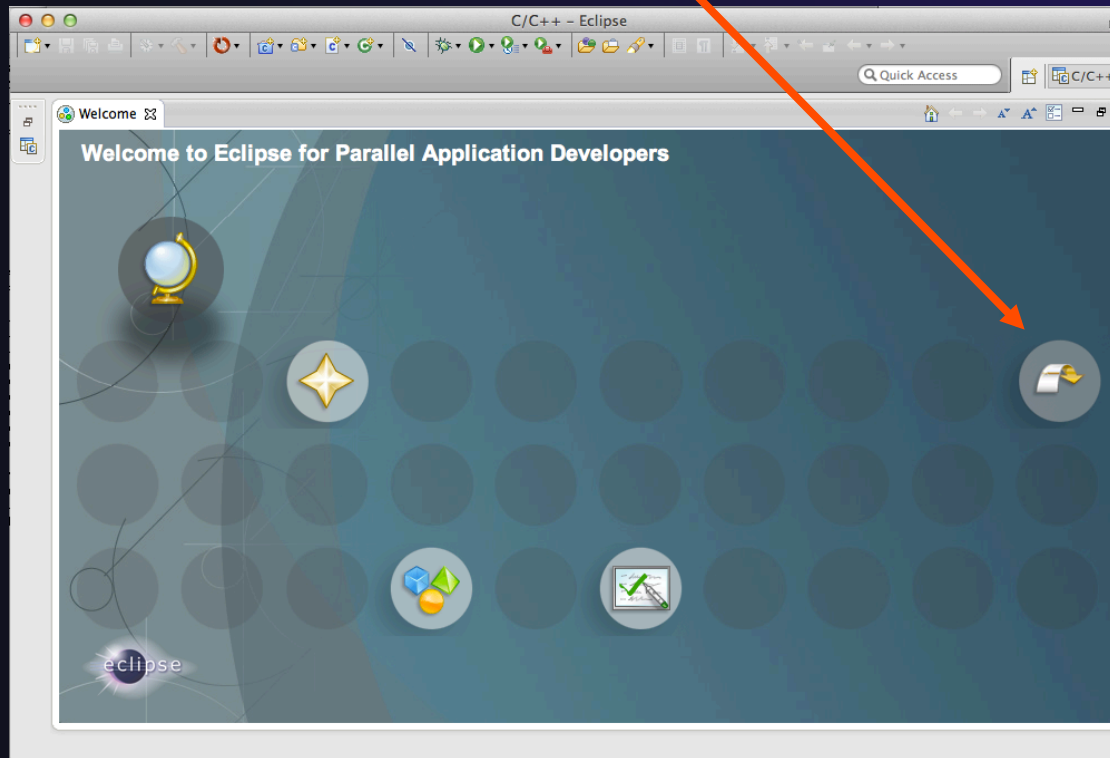 C/C++ - Eclipse
Quick Access
C/C++
Welcome
Welcome to Eclipse for Parallel Application Developers
eclipse